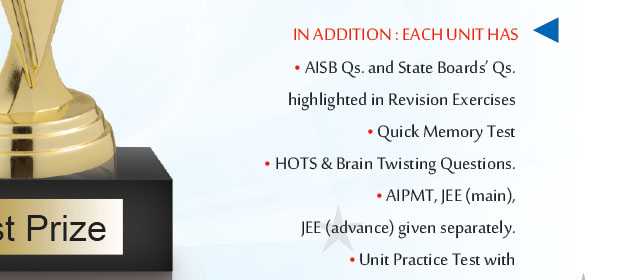 IN ADDITION : EACH UNIT HAS
• AISB Qs. and State Boards’ Qs.
highlighted in Revision Exercises
• Quick Memory Test
• HOTS & Brain Twisting Questions.
• AIPMT, JEE (main),
JEE (advance) given separately.
• Unit Practice Test with
st Prize